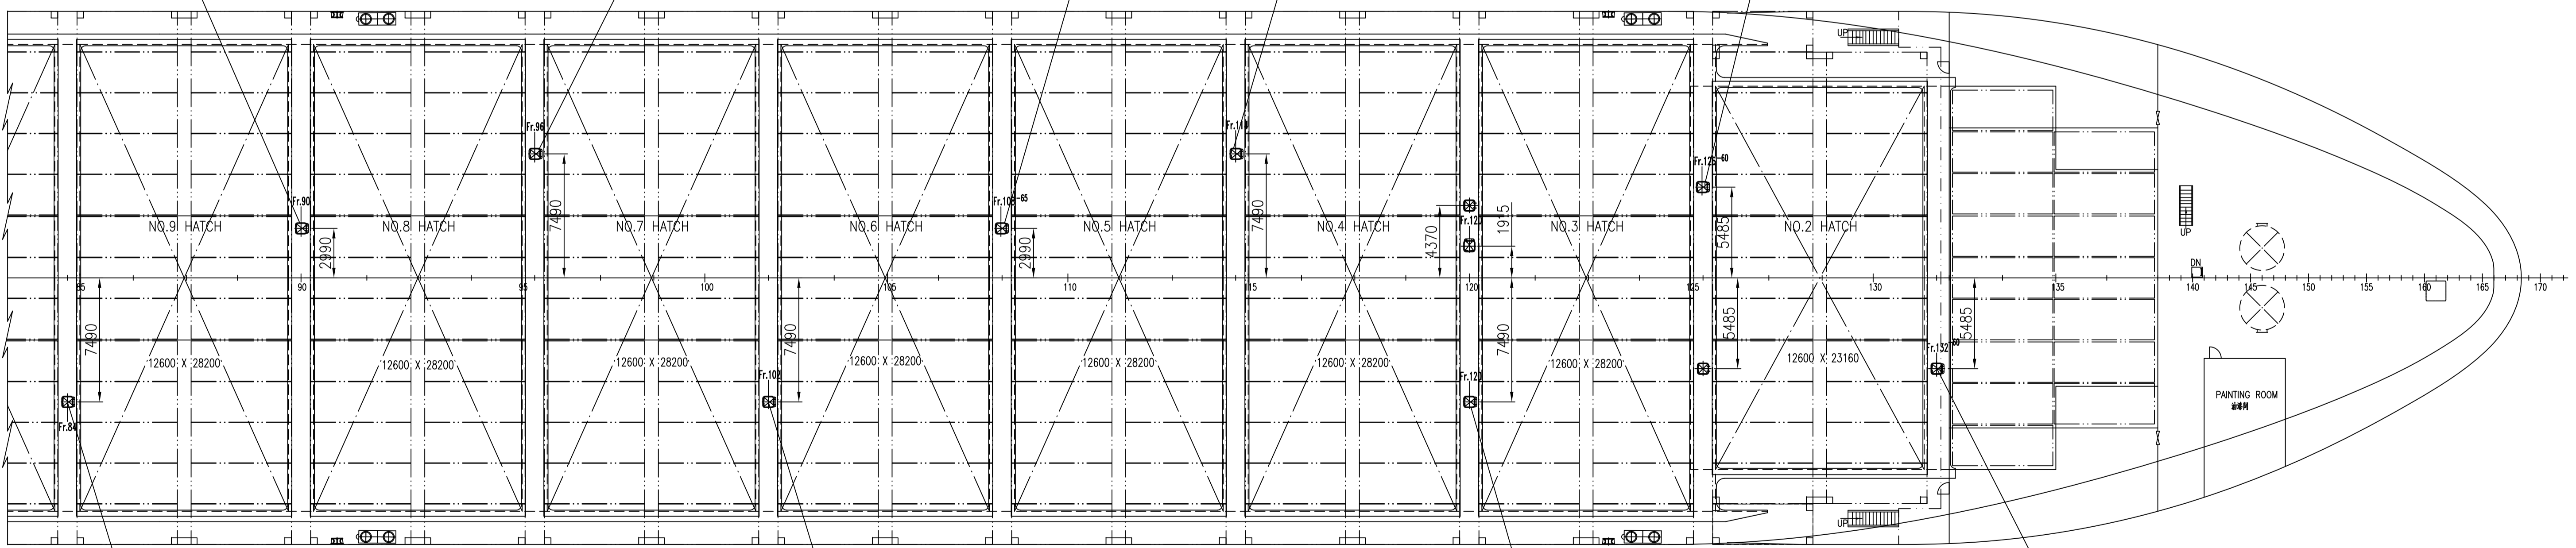 UP
Fr.96
Fr.114
Fr.126-60
Fr.90
Fr.108-65
Fr.120
NO.9 HATCH
NO.8 HATCH
NO.7 HATCH
NO.6 HATCH
NO.5 HATCH
NO.4 HATCH
NO.3 HATCH
NO.2 HATCH
2990
7490
2990
7490
4370
1915
5485
UP
DN
85
90
95
100
105
110
115
120
125
130
135
140
145
150
155
160
165
170
7490
7490
7490
5485
5485
12600 X 28200
12600 X 28200
12600 X 28200
12600 X 28200
12600 X 28200
12600 X 28200
12600 X 28200
12600 X 23160
Fr.132-60
Fr.102
Fr.120
Fr.84
PAINTING ROOM
油漆间
UP